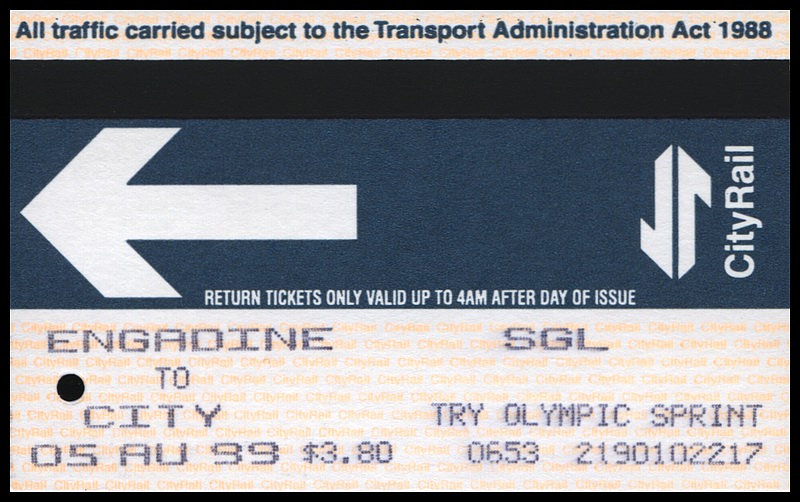 All traffic carried subject to the Transport Administration Act 1988
CityRail
RETURN TICKETS ONLY VALID UP TO 4AM AFTER DAY OF ISSUE
ENGADINE SGL
TO
CITY TRY OLYMPIC SPRINT
05 AU 99 $3.80 0653 2190102217